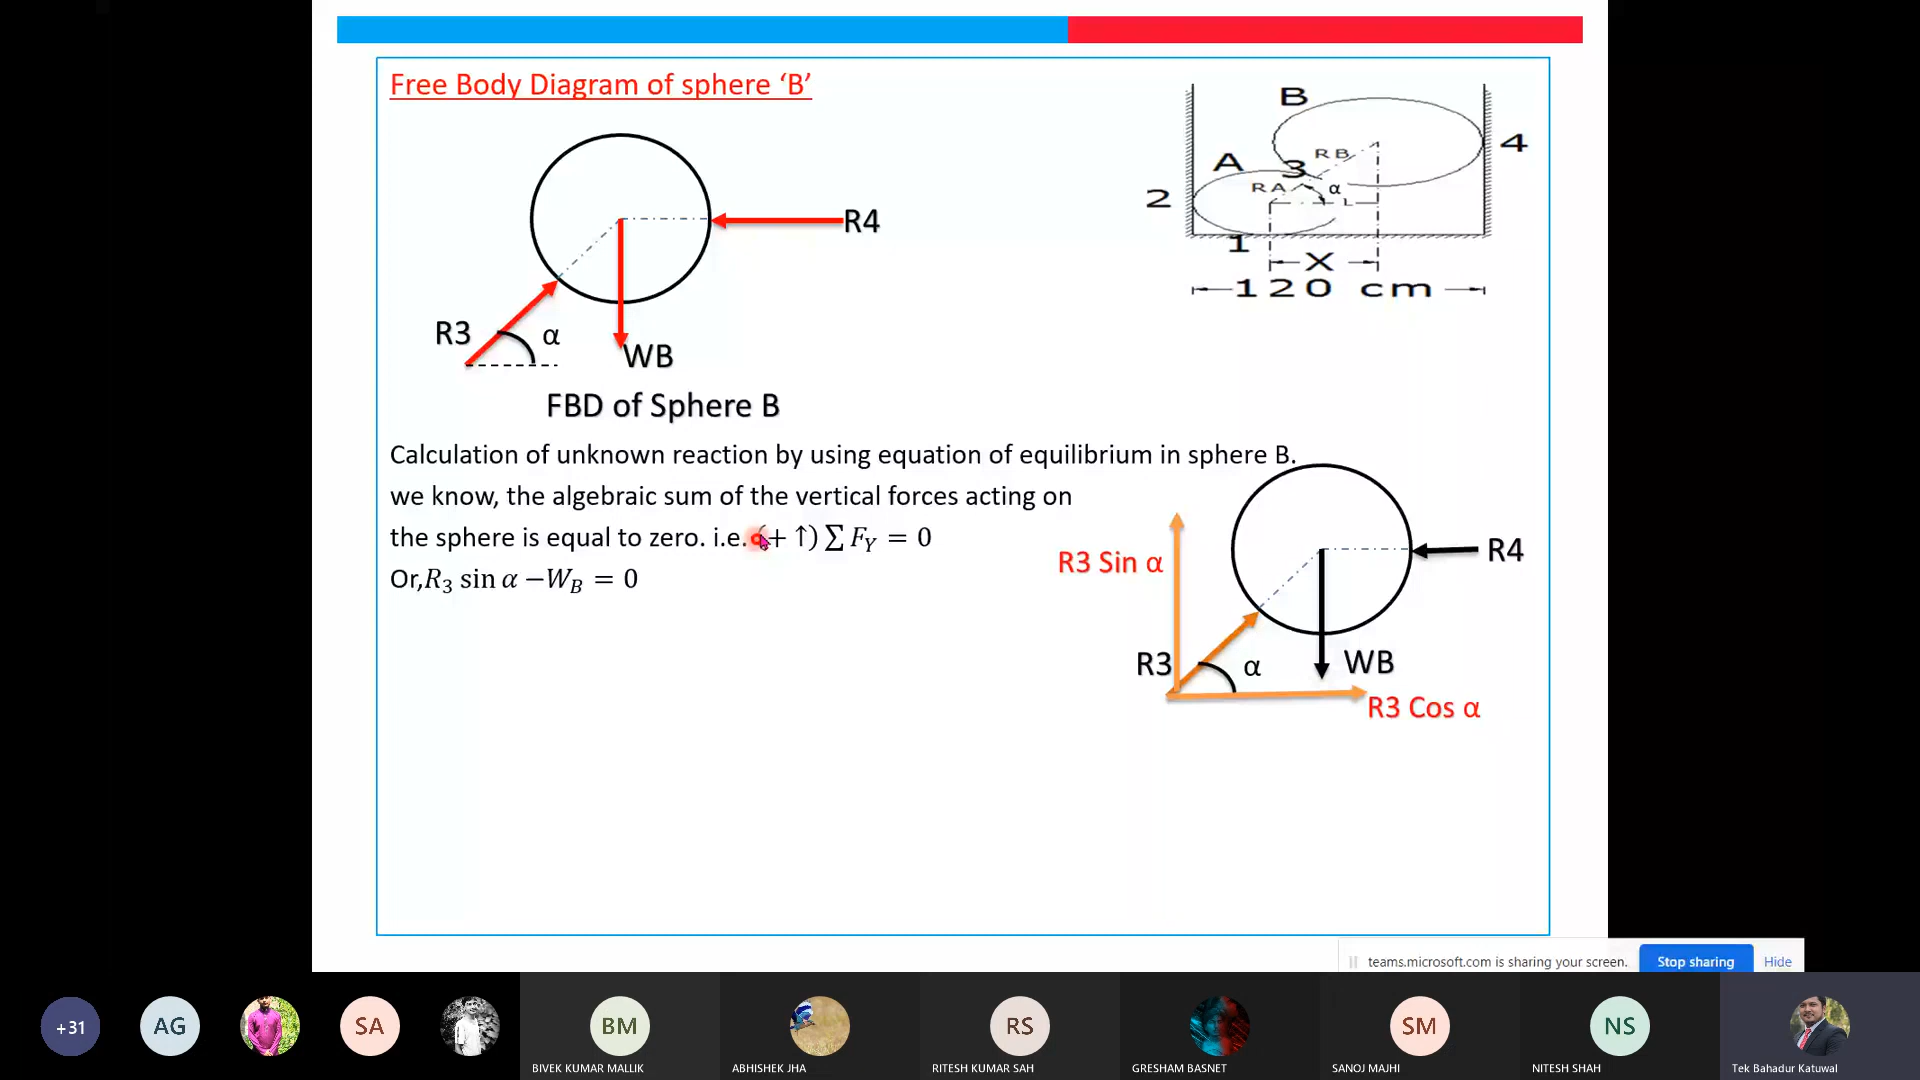 Free Body Diagram of sphere ‘B’
B
4
RB
A
3
RA
α
2
L
1
X
120 cm
R4
R3
α
WB
FBD of Sphere B
Calculation of unknown reaction by using equation of equilibrium in sphere B.
we know, the algebraic sum of the vertical forces acting on
the sphere is equal to zero. i.e. (+ ↑) ∑ F_Y = 0
Or,R_3 sin α −W_B = 0
R3 Sin α
R4
R3
α
WB
R3 Cos α
teams.microsoft.com is sharing your screen.
Stop sharing
Hide
+31
AG
SA
BM
RS
SM
NS
BIVEK KUMAR MALLIK
ABHISHEK JHA
RITESH KUMAR SAH
GRESHAM BASNET
SANOJ MAJHI
NITESH SHAH
Tek Bahadur Katuwal